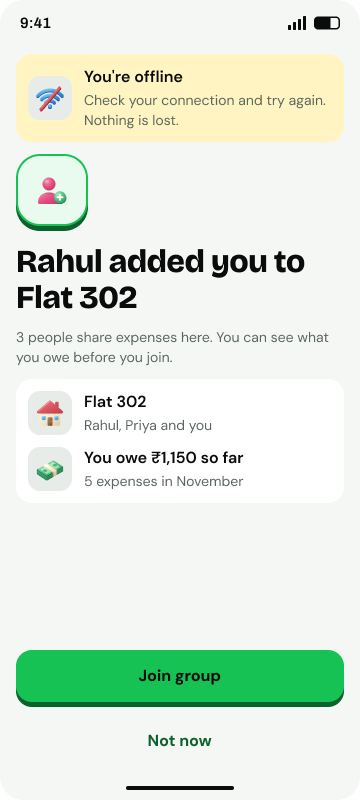 9:41
You're offline
Check your connection and try again.
Nothing is lost.
Rahul added you to
Flat 302
3 people share expenses here. You can see what
you owe before you join.
Flat 302
Rahul, Priya and you
You owe ₹1,150 so far
5 expenses in November
Join group
Not now